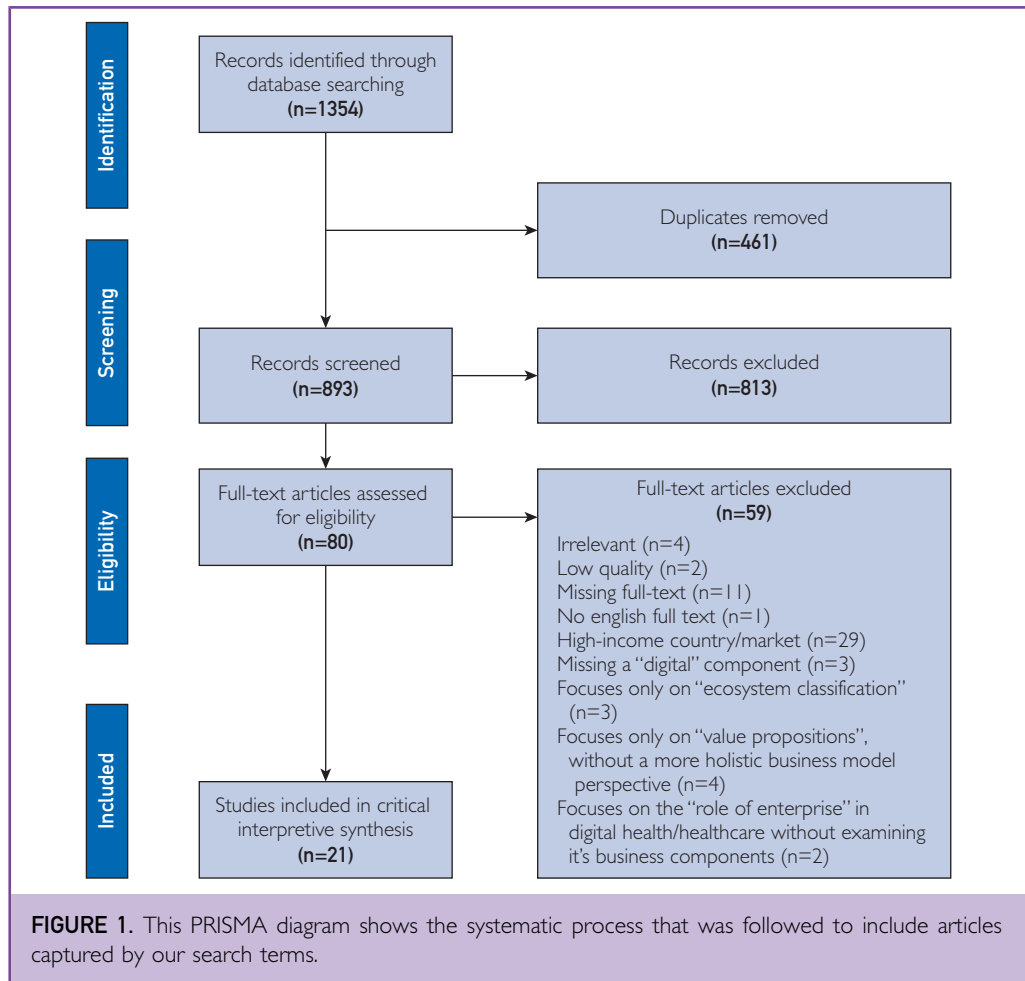 Identification
Records identified through
database searching
(n=1354)
Duplicates removed
(n=461)
Screening
Records screened
(n=893)
Records excluded
(n=813)
Eligibility
Full-text articles assessed
for eligibility
(n=80)
Full-text articles excluded
(n=59)
Irrelevant (n=4)
Low quality (n=2)
Missing full-text (n=11)
No english full text (n=1)
High-income country/market (n=29)
Missing a “digital” component (n=3)
Focuses only on “ecosystem classification”
(n=3)
Focuses only on “value propositions”,
without a more holistic business model
perspective (n=4)
Focuses on the “role of enterprise” in
digital health/healthcare without examining
it’s business components (n=2)
Included
Studies included in critical
interpretive synthesis
(n=21)
FIGURE 1. This PRISMA diagram shows the systematic process that was followed to include articles
captured by our search terms.